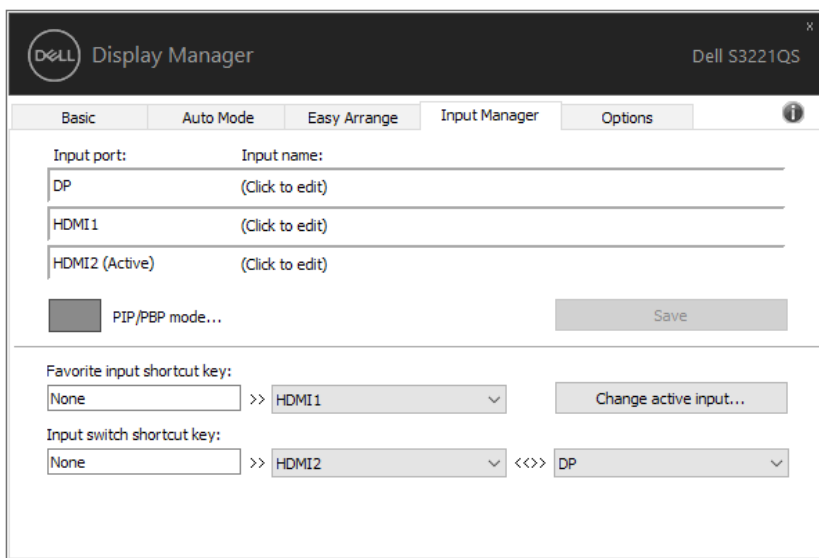 x
DELL Display Manager Dell S3221QS
Basic Auto Mode Easy Arrange Input Manager Options i
Input port: Input name:
DP (Click to edit)
HDMI1 (Click to edit)
HDMI2 (Active) (Click to edit)
PIP/PBP mode... Save
Favorite input shortcut key:
None >> HDMI1 Change active input...
Input switch shortcut key:
None >> HDMI2 <<>> DP